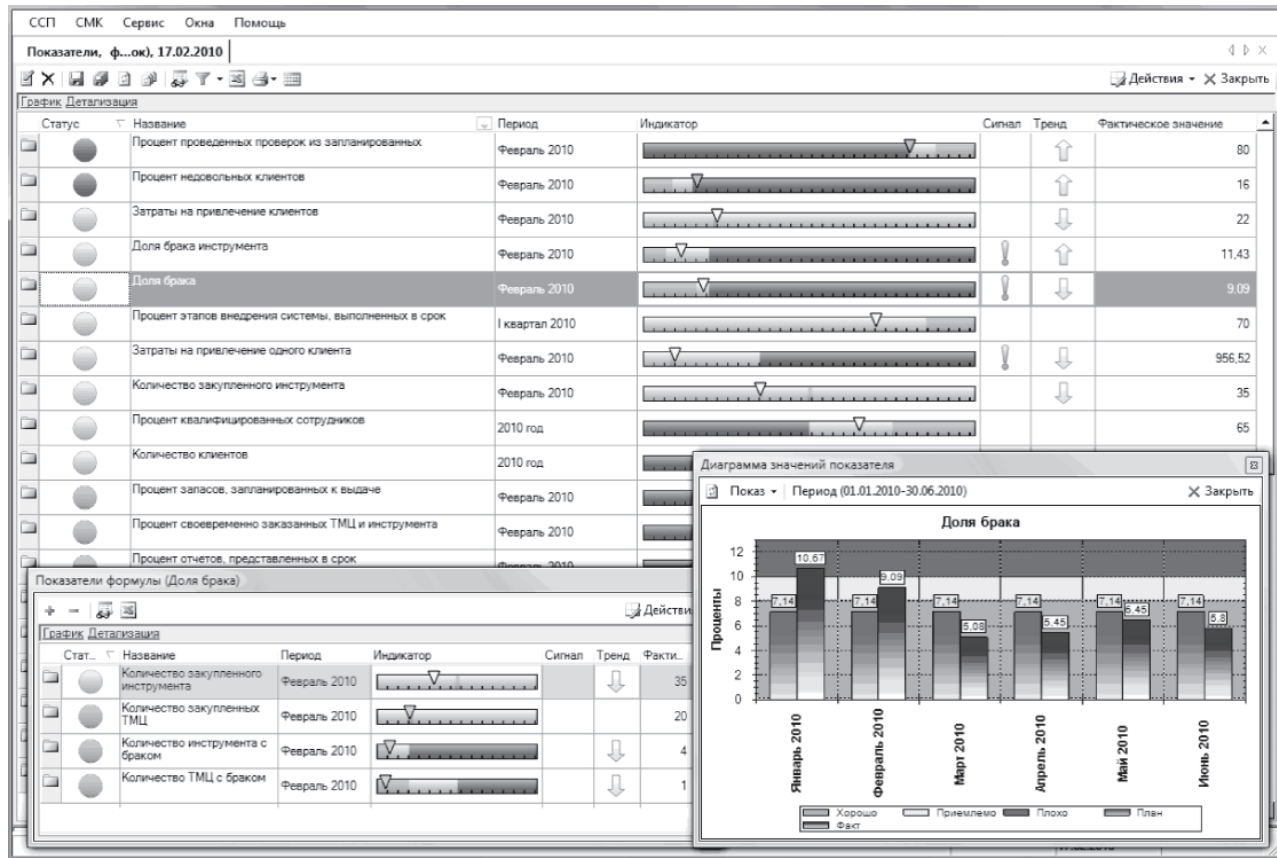 ССП СМК Сервис Окна Помощь
Показатели, ф...ок), 17.02.2010
Действия Закрыть
График Детализация
Статус Название Период Индикатор Сигнал Тренд Фактическое значение
Процент проведенных проверок из запланированных Февраль 2010 80
Процент недовольных клиентов Февраль 2010 16
Затраты на привлечение клиентов Февраль 2010 22
Доля брака инструмента Февраль 2010 11,43
Доля брака Февраль 2010 9.09
Процент этапов внедрения системы, выполненных в срок I квартал 2010 70
Затраты на привлечение одного клиента Февраль 2010 956,52
Количество закупленного инструмента Февраль 2010 35
Процент квалифицированных сотрудников 2010 год 65
Количество клиентов 2010 год
Процент запасов, запланированных к выдаче Февраль 2010
Процент своевременно заказанных ТМЦ и инструмента Февраль 2010
Процент отчетов, представленных в срок Февраль 2010
Показатели формулы (Доля брака)
Действи
График Детализация
Стат... Название Период Индикатор Сигнал Тренд Факти...
Количество закупленного
инструмента Февраль 2010 35
Количество закупленных
ТМЦ Февраль 2010 20
Количество инструмента с
браком Февраль 2010 4
Количество ТМЦ с браком Февраль 2010 1
Диаграмма значений показателя
Показ Период (01.01.2010-30.06.2010) Закрыть
Доля брака
Проценты
12
10
8
6
4
2
0
7,14 10,67
7,14 9,09
7,14 5,08
7,14 5,45
7,14 6,45
7,14 5,8
Январь 2010
Февраль 2010
Март 2010
Апрель 2010
Май 2010
Июнь 2010
Хорошо Приемлемо Плохо План
Факт
17.02.2010